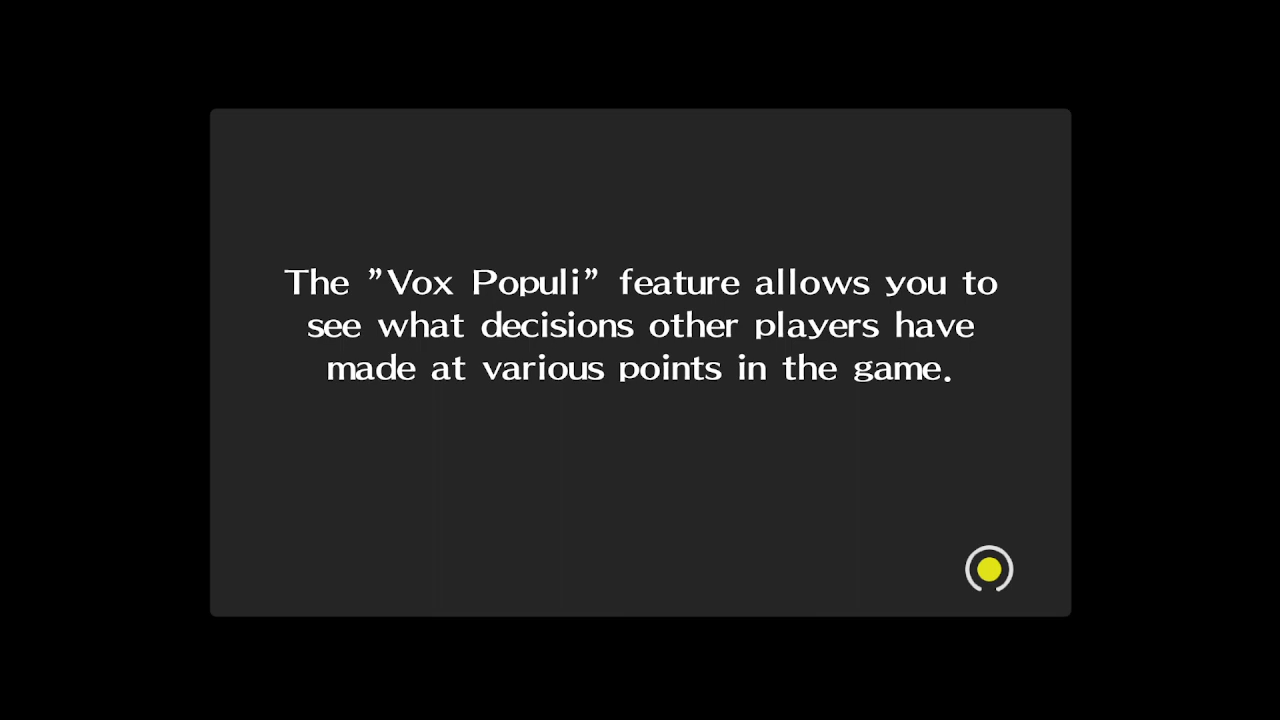 The ”Vox Populi” feature allows you to
see what decisions other players have
made at various points in the game.